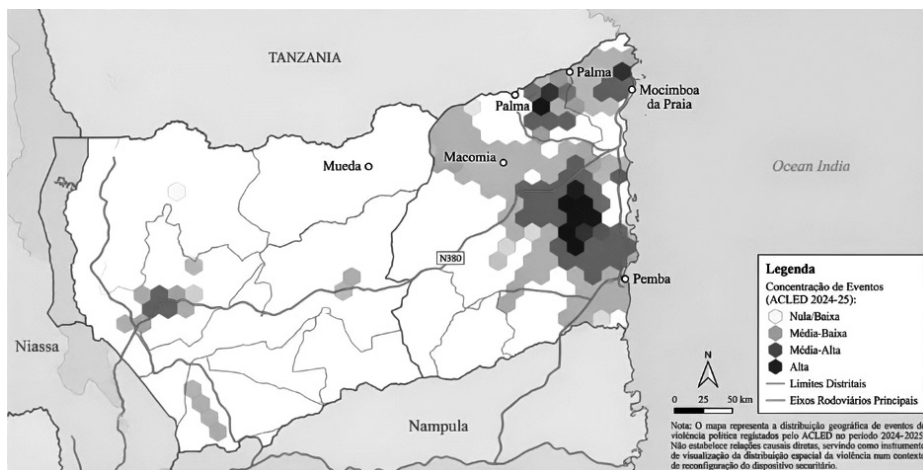 TANZANIA
Palma
Palma
Mocimboa
da Praia
Mueda
Macomia
Ocean India
N380
Pemba
Niassa
Nampula
Legenda
Concentração de Eventos
(ACLED 2024-25):
Nula/Baixa
Média-Baixa
Média-Alta
Alta
Limites Distritais
Eixos Rodoviários Principais
N
0 25 50 km
Nota: O mapa representa a distribuição geográfica de eventos de
violência política registados pelo ACLED no período 2024-2025.
Não estabelece relações causais diretas, servindo como instrumento
de visualização da distribuição espacial da violência num contexto
de reconfiguração do dispositivo securitário.